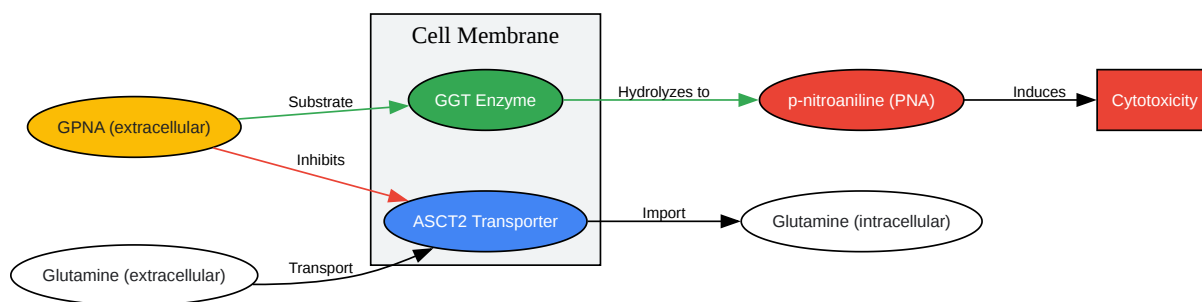 Cell Membrane
Substrate
GGT Enzyme
Hydrolyzes to
p-nitroaniline (PNA)
Induces
Cytotoxicity
GPNA (extracellular)
Inhibits
ASCT2 Transporter
Import
Glutamine (intracellular)
Glutamine (extracellular)
Transport